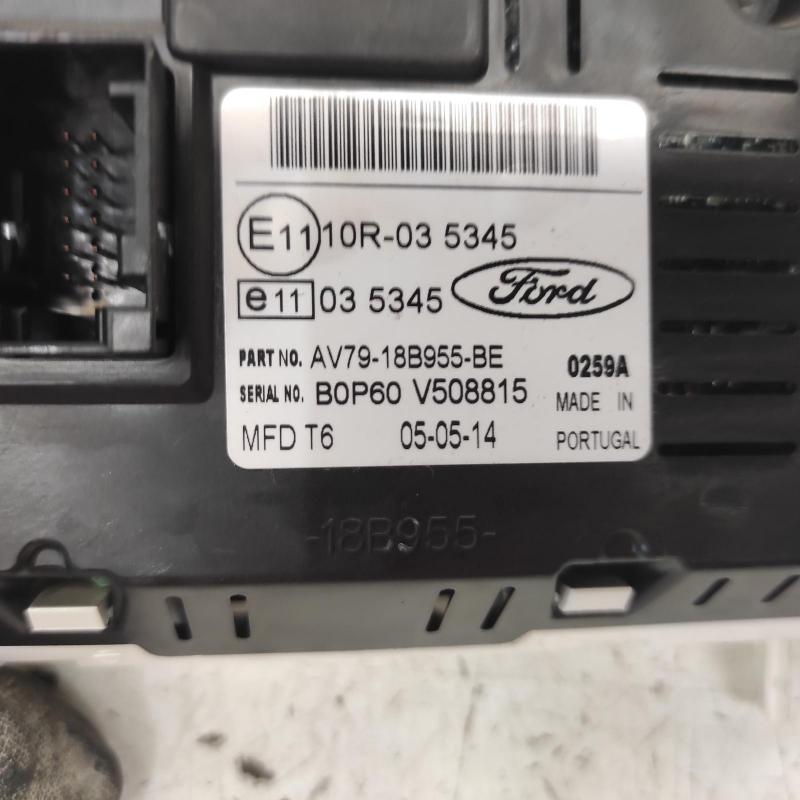 E11 10R-03 5345
e11 03 5345 Ford
PART NO. AV79-18B955-BE 0259A
SERIAL NO. B0P60 V508815 MADE IN
MFD T6 05-05-14 PORTUGAL
-18B955-